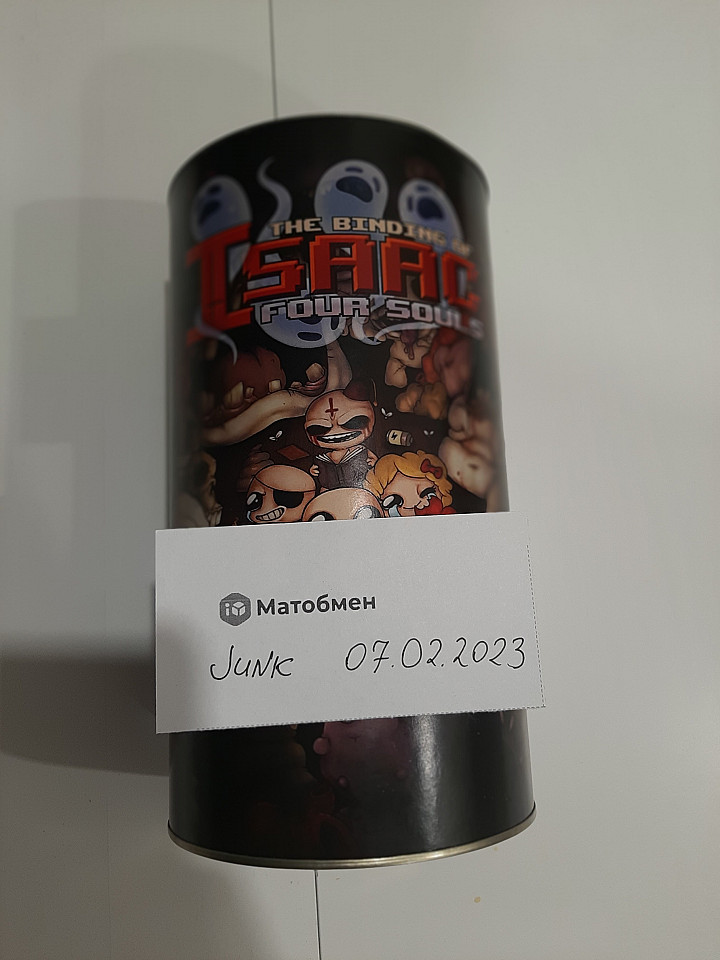 THE BINDING OF
ISAAC
FOUR SOULS
Матобмен
Junk 07.02.2023